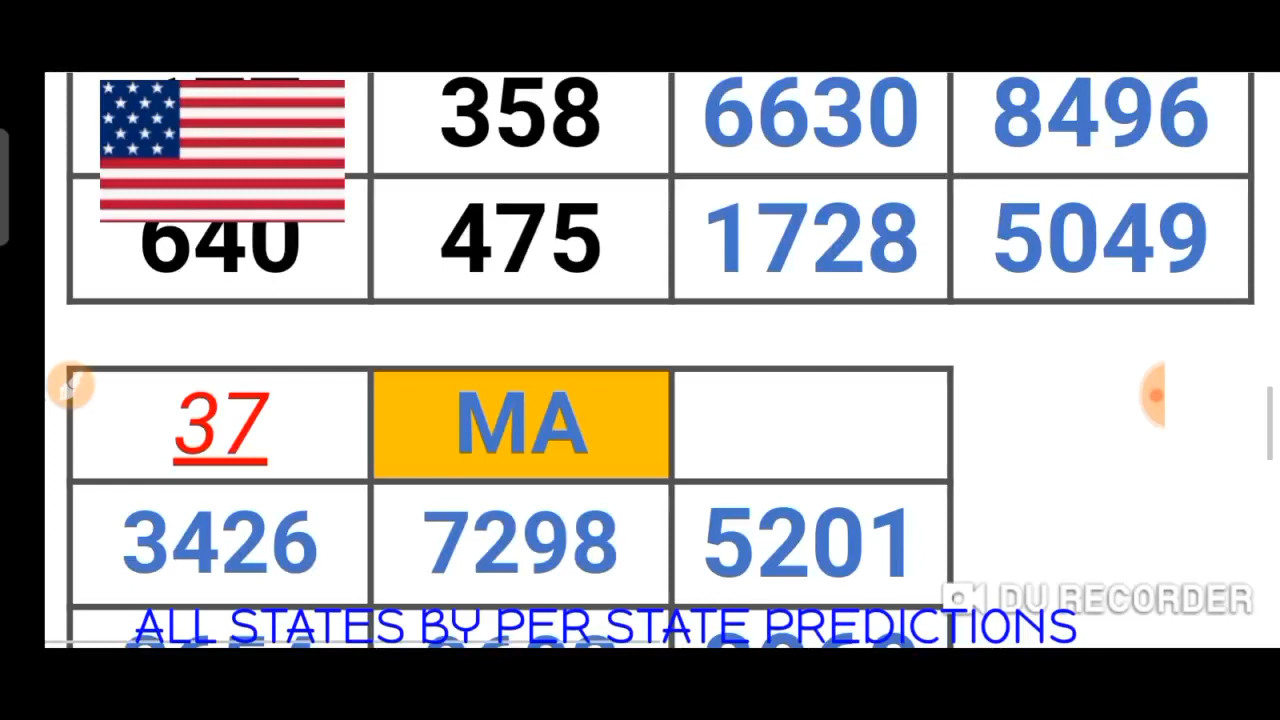 358 6630 8496
640 475 1728 5049
37 MA
3426 7298 5201
DU RECORDER
ALL STATES BY PER STATE PREDICTIONS